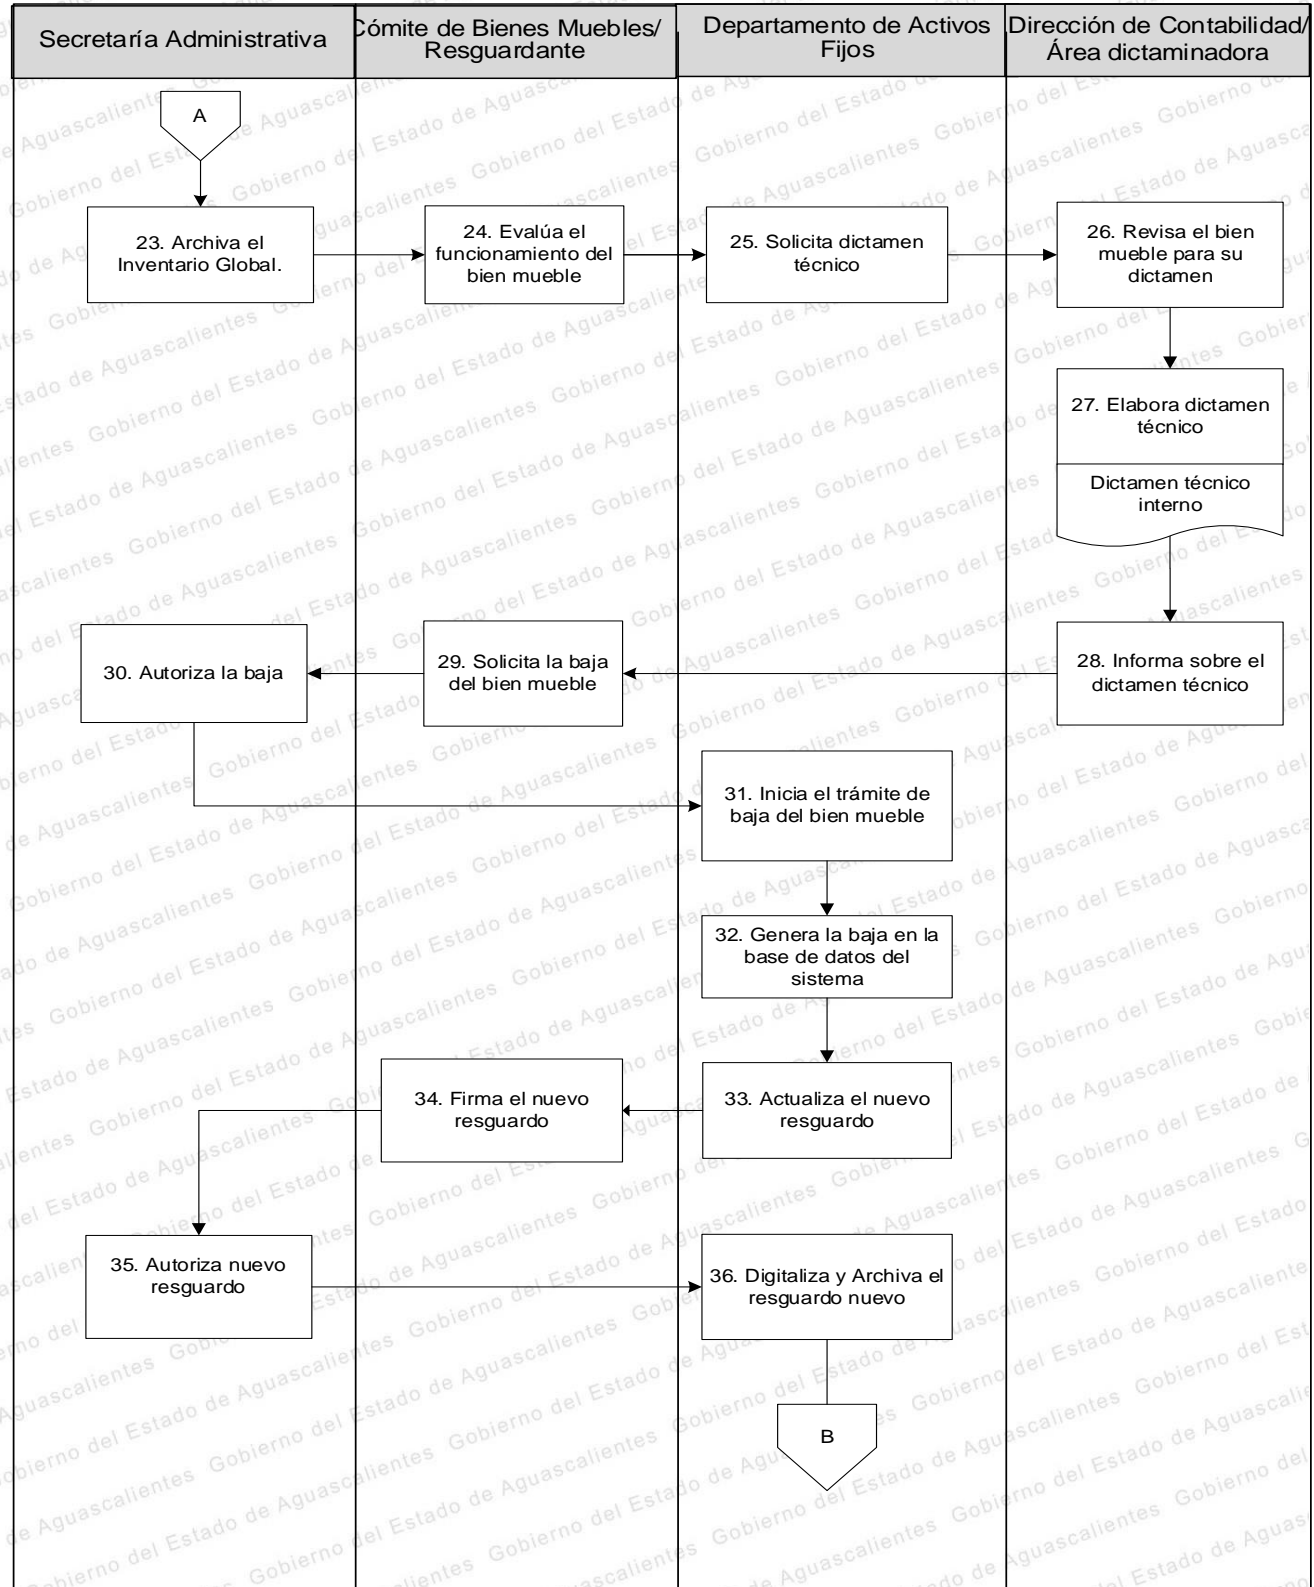 Secretaría Administrativa
Cómite de Bienes Muebles/
Resguardante
Departamento de Activos
Fijos
Dirección de Contabilidad/
Área dictaminadora
A
23. Archiva el
Inventario Global.
24. Evalúa el
funcionamiento del
bien mueble
25. Solicita dictamen
técnico
26. Revisa el bien
mueble para su
dictamen
27. Elabora dictamen
técnico
Dictamen técnico
interno
28. Informa sobre el
dictamen técnico
29. Solicita la baja
del bien mueble
30. Autoriza la baja
31. Inicia el trámite de
baja del bien mueble
32. Genera la baja en la
base de datos del
sistema
33. Actualiza el nuevo
resguardo
34. Firma el nuevo
resguardo
35. Autoriza nuevo
resguardo
36. Digitaliza y Archiva el
resguardo nuevo
B
Gobierno del Estado de Aguascalientes